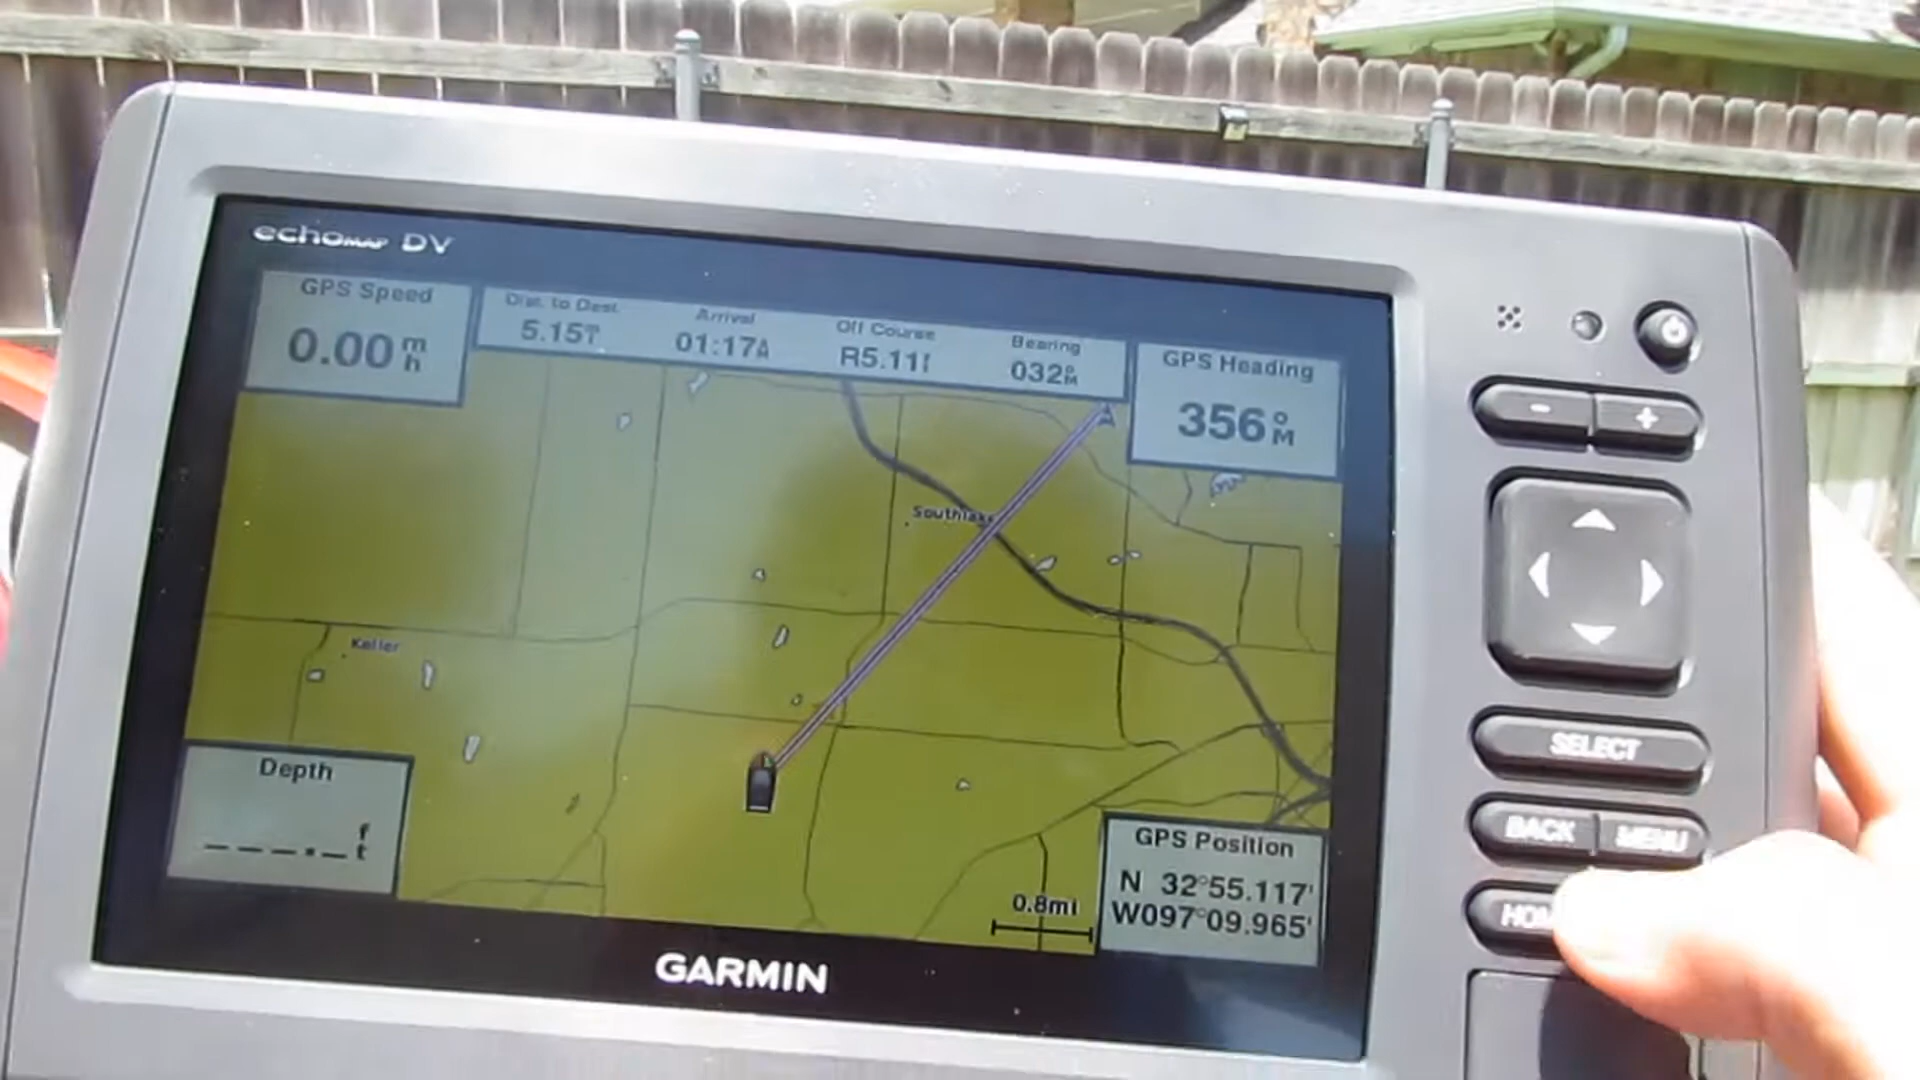 echoMAP DV
GPS Speed
0.00 m h
Dist. to Dest.
5.15
Arrival
01:17A
Off Course
R5.11
Bearing
032°M
GPS Heading
356°M
Southlake
Keller
Depth
_ _ _._ f t
0.8mi
GPS Position
N 32°55.117'
W097°09.965'
GARMIN
- +
SELECT
BACK MENU